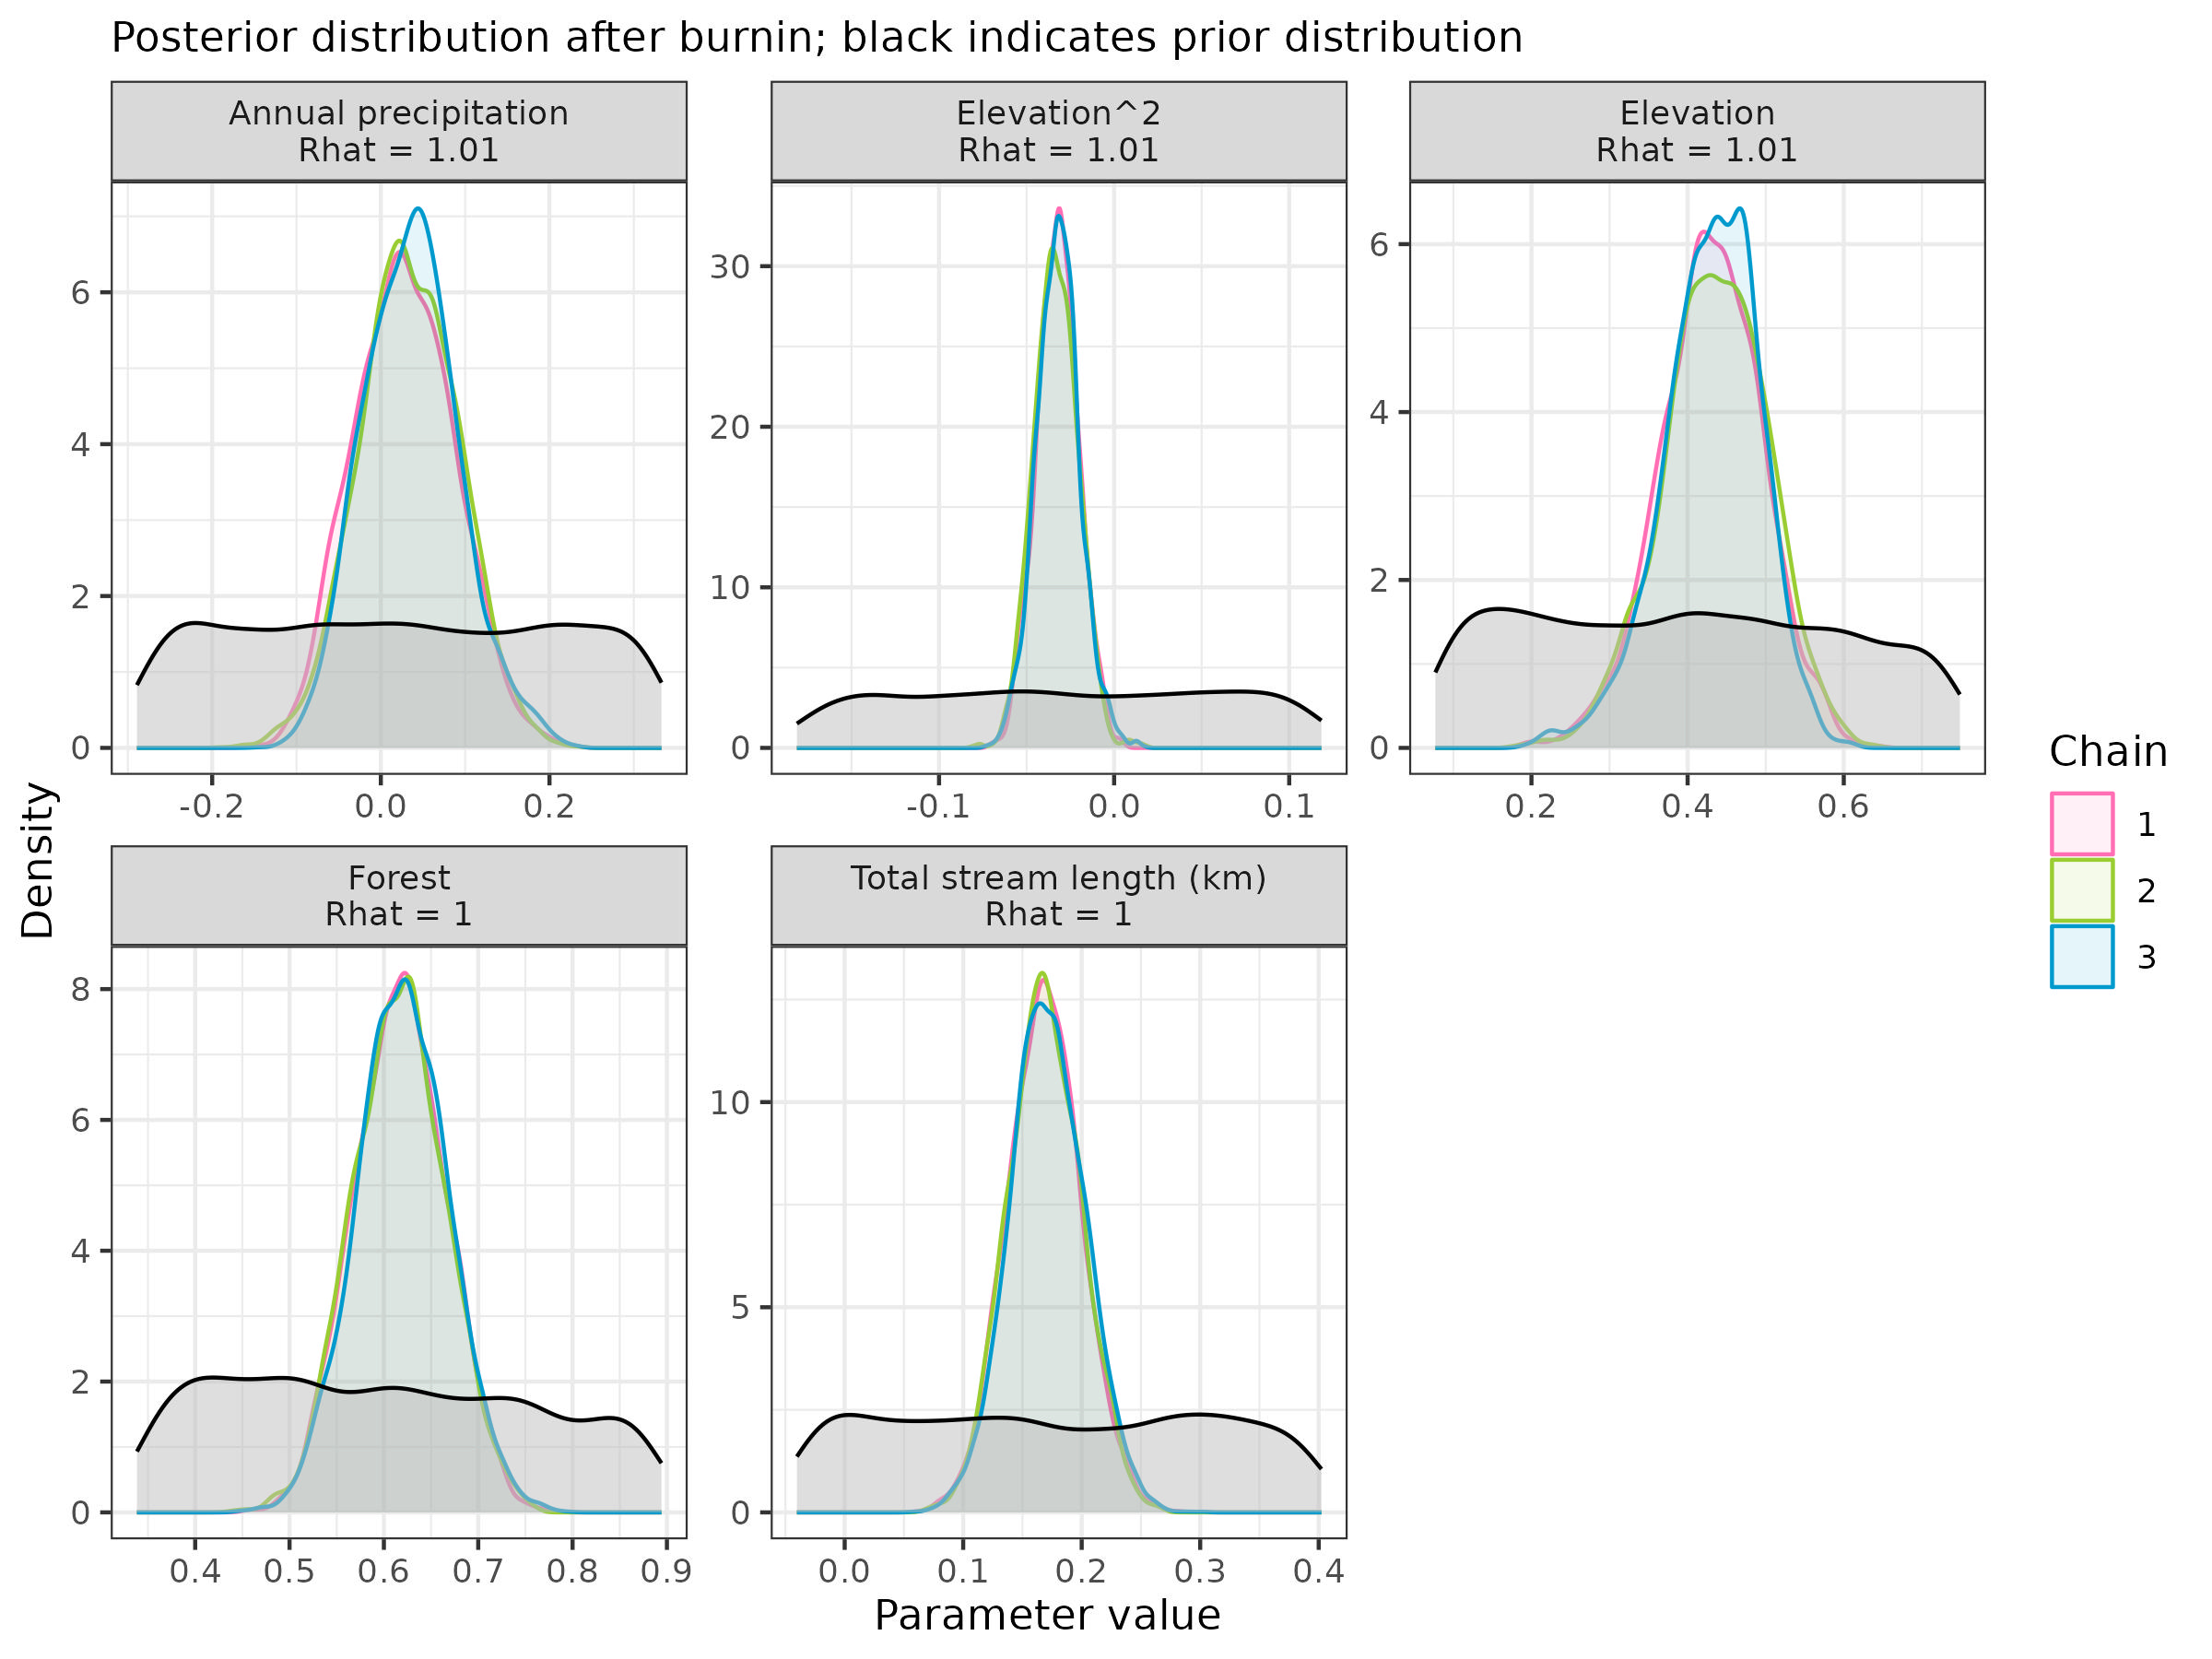 Posterior distribution after burnin; black indicates prior distribution
Annual precipitation
Rhat = 1.01
Elevation^2
Rhat = 1.01
Elevation
Rhat = 1.01
6
4
2
0
-0.2 0.0 0.2
30
20
10
0
-0.1 0.0 0.1
6
4
2
0
0.2 0.4 0.6
Forest
Rhat = 1
Total stream length (km)
Rhat = 1
8
6
4
2
0
0.4 0.5 0.6 0.7 0.8 0.9
10
5
0
0.0 0.1 0.2 0.3 0.4
Density
Parameter value
Chain
1
2
3